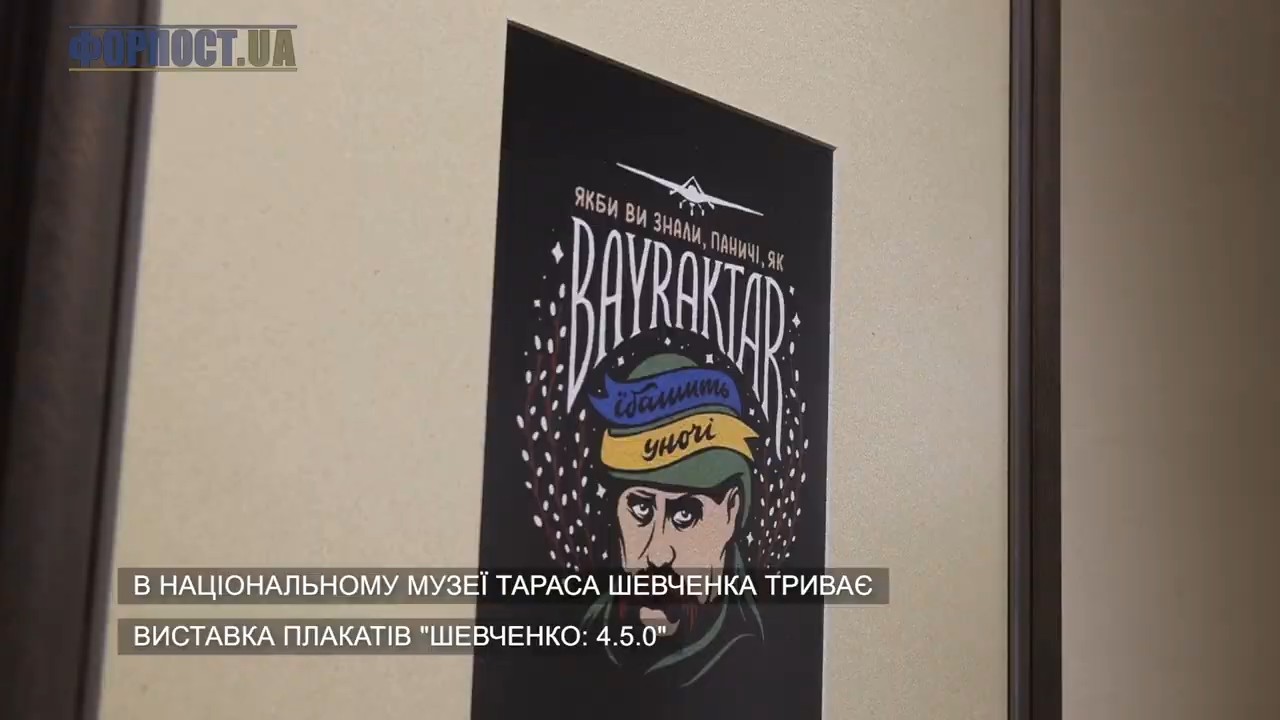 ФОРПОСТ.UA
ЯКБИ ВИ ЗНАЛИ, ПАНИЧІ, ЯК
BAYRAKTAR
їбашить
уночі
В НАЦІОНАЛЬНОМУ МУЗЕЇ ТАРАСА ШЕВЧЕНКА ТРИВАЄ
ВИСТАВКА ПЛАКАТІВ "ШЕВЧЕНКО: 4.5.0"